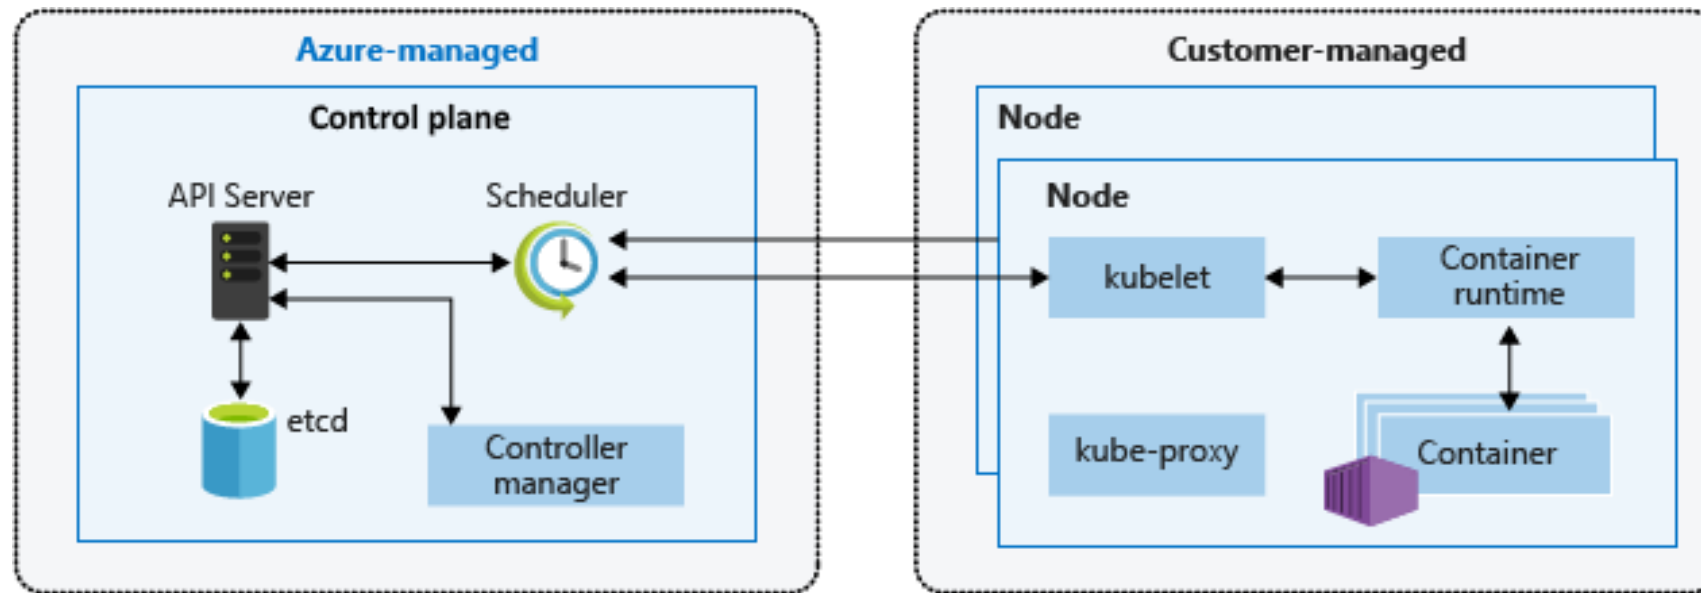 Azure-managed
Control plane
API Server
Scheduler
etcd
Controller
manager
Customer-managed
Node
Node
kubelet
Container
runtime
kube-proxy
Container